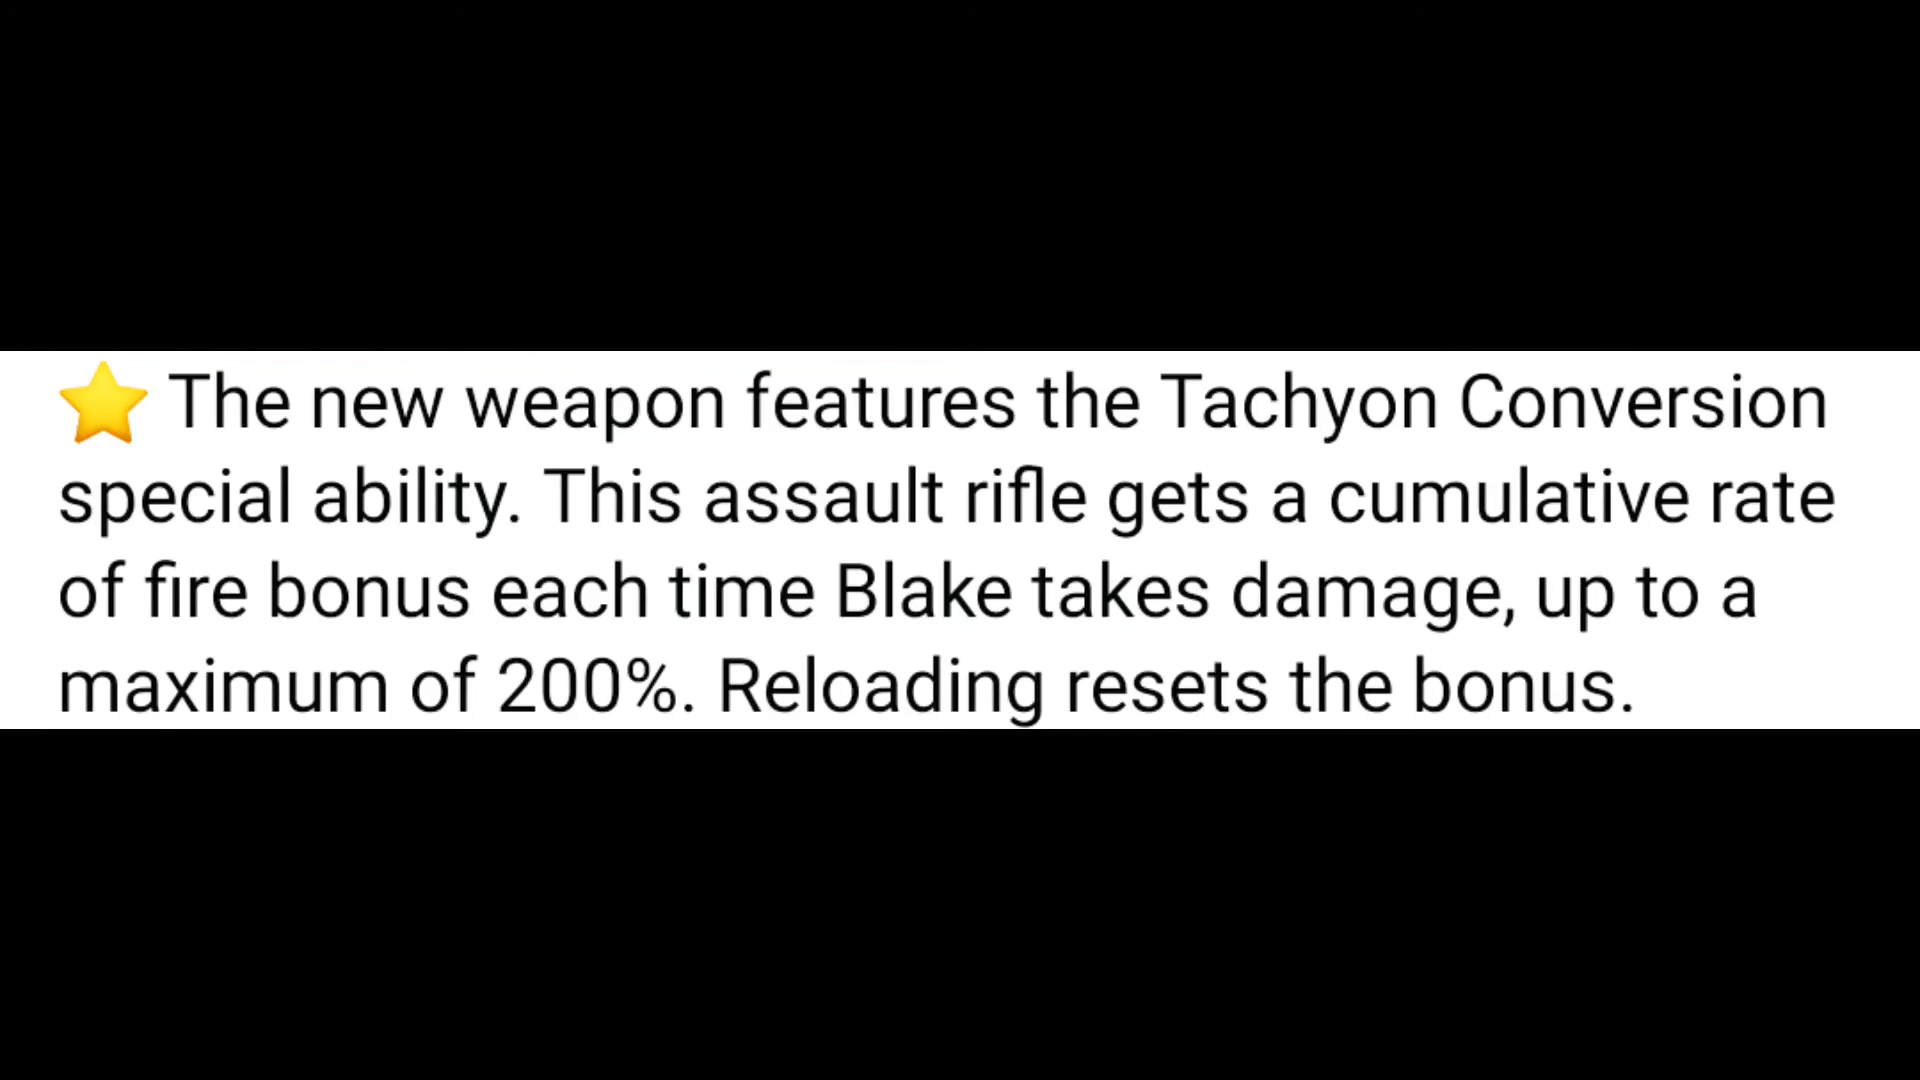 ⭐ The new weapon features the Tachyon Conversion
special ability. This assault rifle gets a cumulative rate
of fire bonus each time Blake takes damage, up to a
maximum of 200%. Reloading resets the bonus.